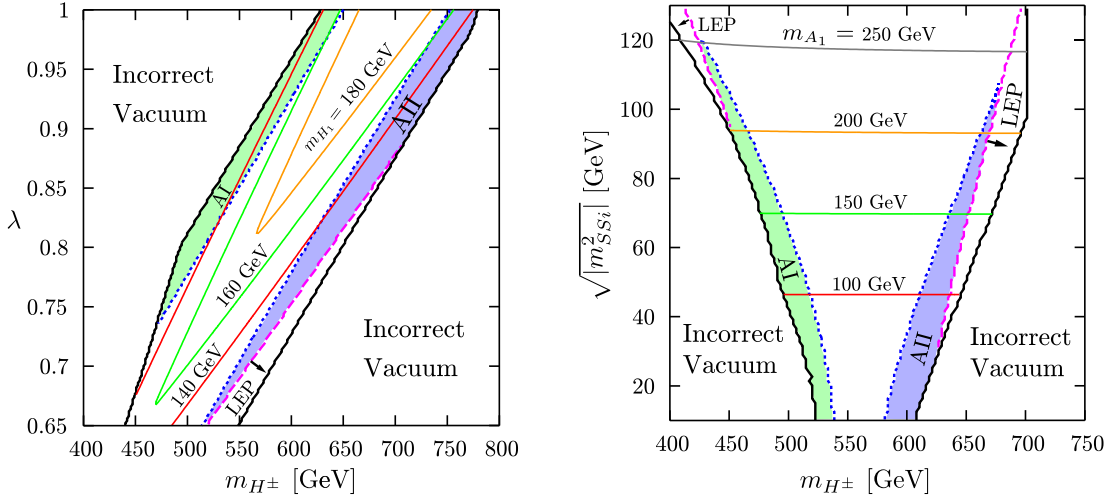 1
0.95
0.9
0.85
0.8
0.75
0.7
0.65
λ
Incorrect
Vacuum
AI
m_{H_1} = 180 GeV
AII
160 GeV
140 GeV
LEP
Incorrect
Vacuum
400 450 500 550 600 650 700 750 800
m_{H^±} [GeV]
120
100
80
60
40
20
√|m²_{SSi}| [GeV]
LEP
m_{A_1} = 250 GeV
LEP
200 GeV
150 GeV
AI
100 GeV
AII
Incorrect
Vacuum
Incorrect
Vacuum
400 450 500 550 600 650 700 750
m_{H^±} [GeV]